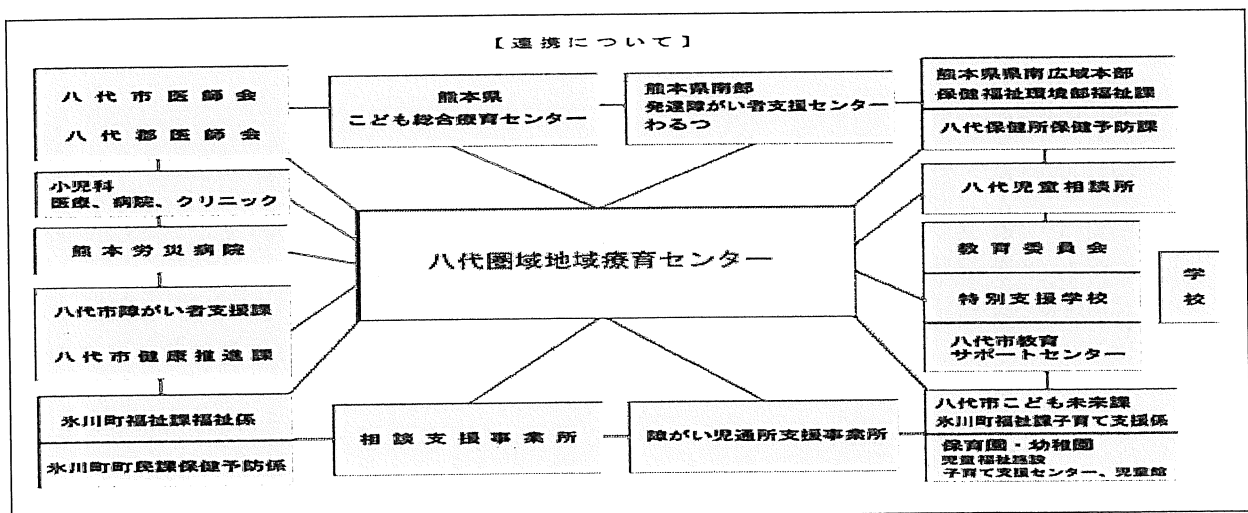 【連携について】
八代市医師会
八代郡医師会
熊本県
こども総合療育センター
熊本県南部
発達障がい者支援センター
わるつ
熊本県県南広域本部
保健福祉環境部福祉課
八代保健所保健予防課
小児科
医療、病院、クリニック
八代児童相談所
熊本労災病院
八代圏域地域療育センター
教育委員会
学校
特別支援学校
八代市障がい者支援課
八代市健康推進課
八代市教育
サポートセンター
氷川町福祉課福祉係
氷川町町民課保健予防係
相談支援事業所
障がい児通所支援事業所
八代市こども未来課
氷川町福祉課子育て支援係
保育園・幼稚園
児童福祉施設
子育て支援センター、児童館